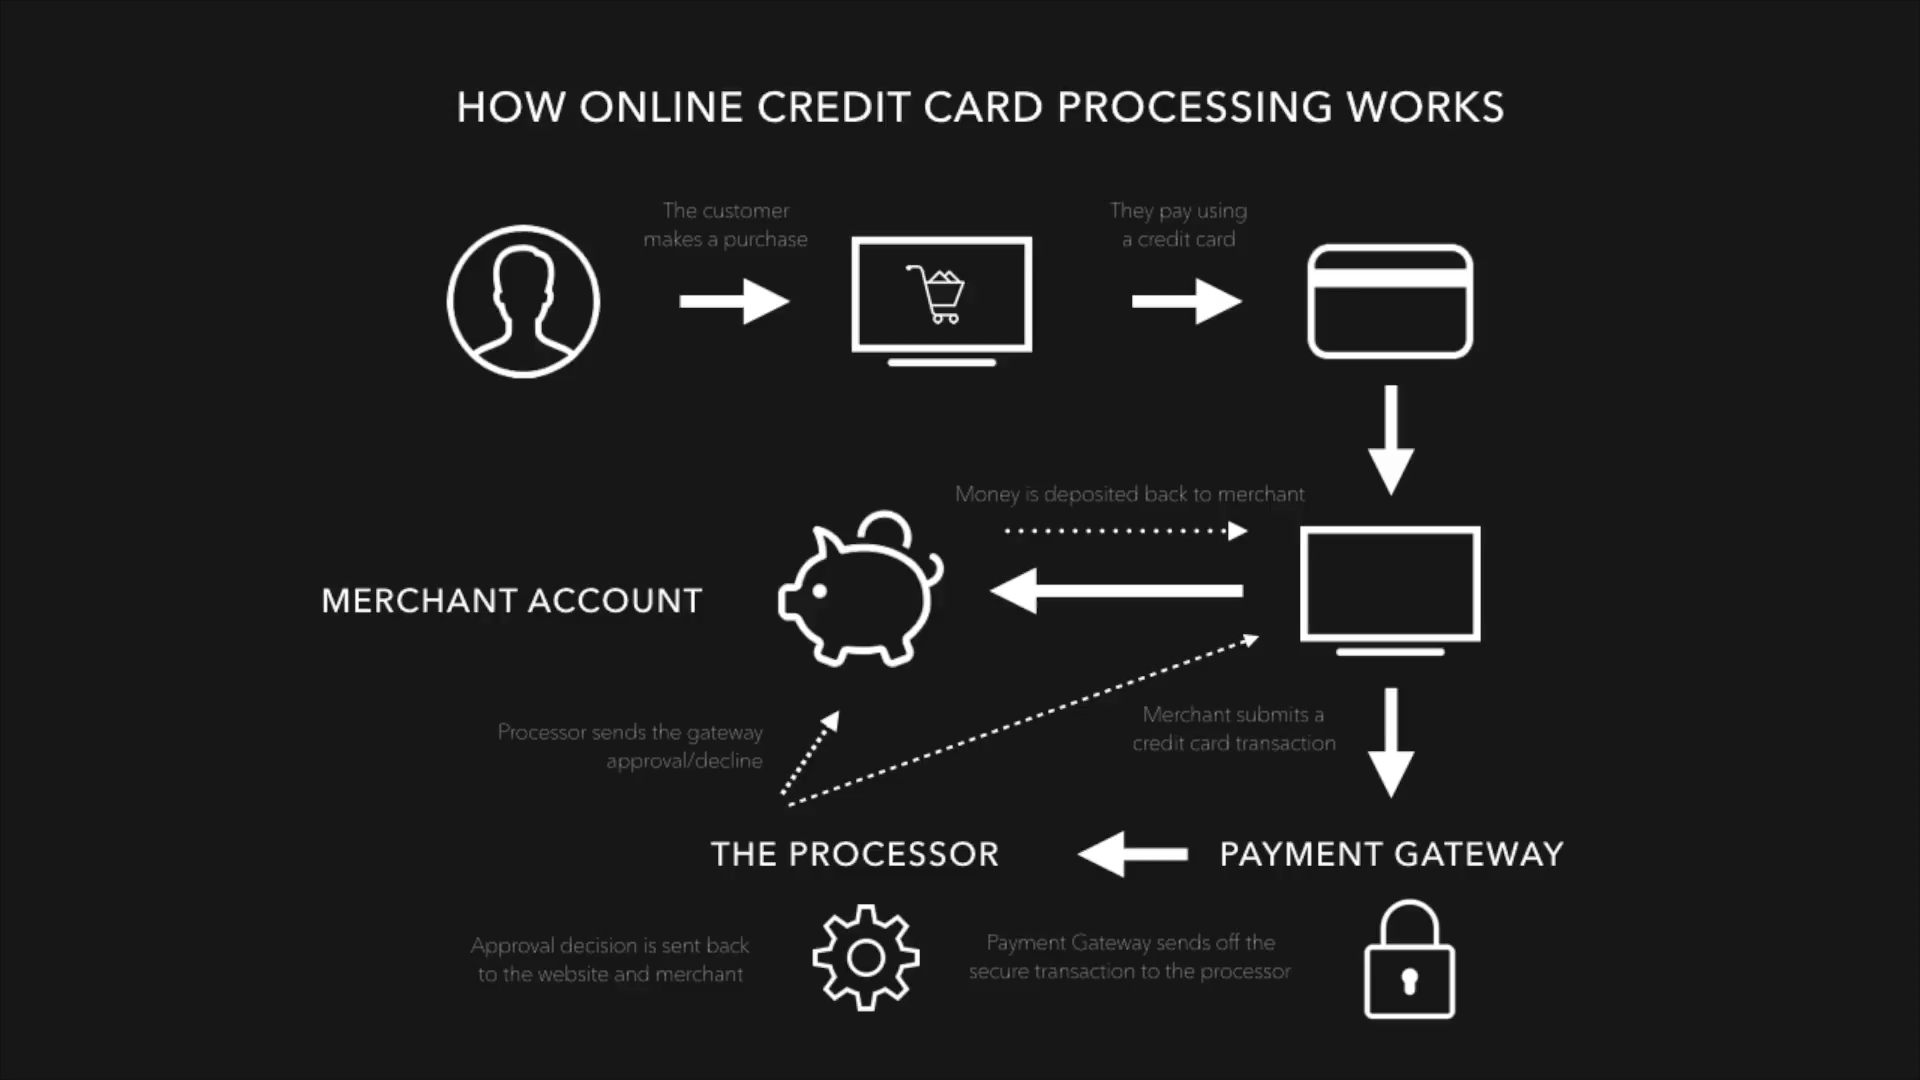 HOW ONLINE CREDIT CARD PROCESSING WORKS
The customer
makes a purchase
They pay using
a credit card
Money is deposited back to merchant
MERCHANT ACCOUNT
Processor sends the gateway
approval/decline
Merchant submits a
credit card transaction
THE PROCESSOR
PAYMENT GATEWAY
Approval decision is sent back
to the website and merchant
Payment Gateway sends off the
secure transaction to the processor